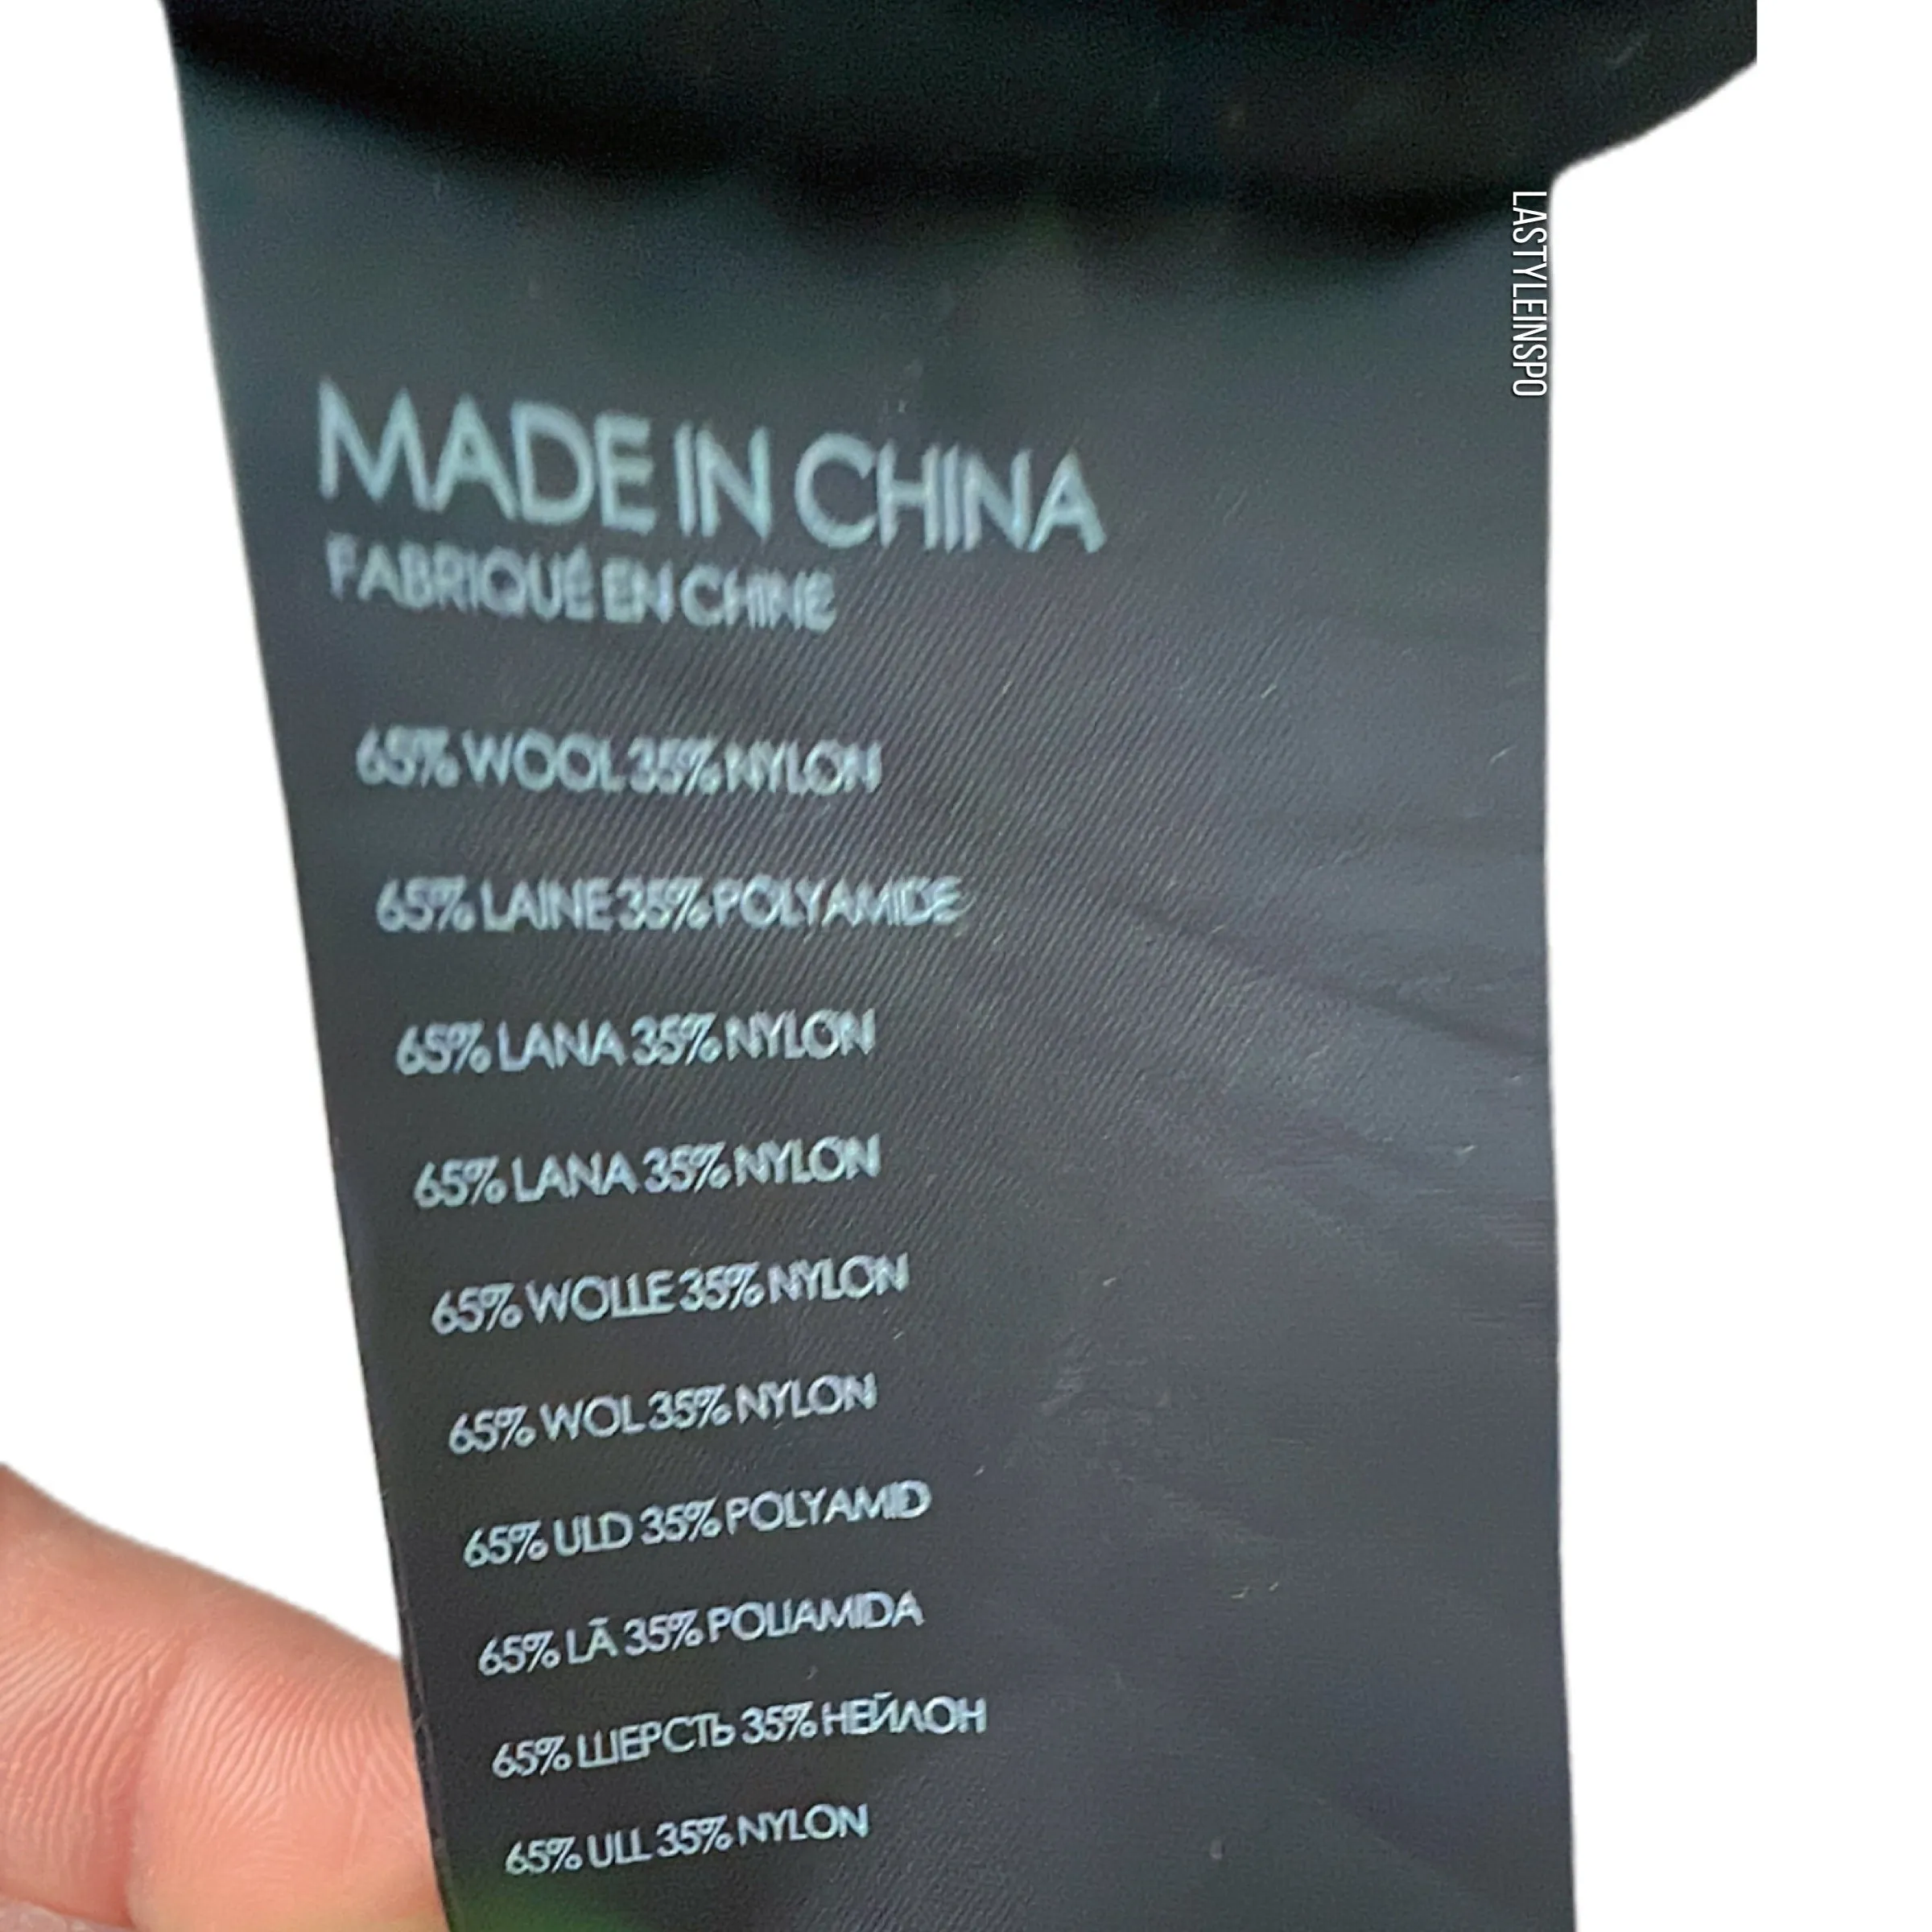 LASTYLEINSPO
MADE IN CHINA
FABRIQUÉ EN CHINE
65% WOOL 35% NYLON
65% LAINE 35% POLYAMIDE
65% LANA 35% NYLON
65% LANA 35% NYLON
65% WOLLE 35% NYLON
65% WOL 35% NYLON
65% ULD 35% POLYAMID
65% LÃ 35% POLIAMIDA
65% ШЕРСТЬ 35% НЕЙЛОН
65% ULL 35% NYLON